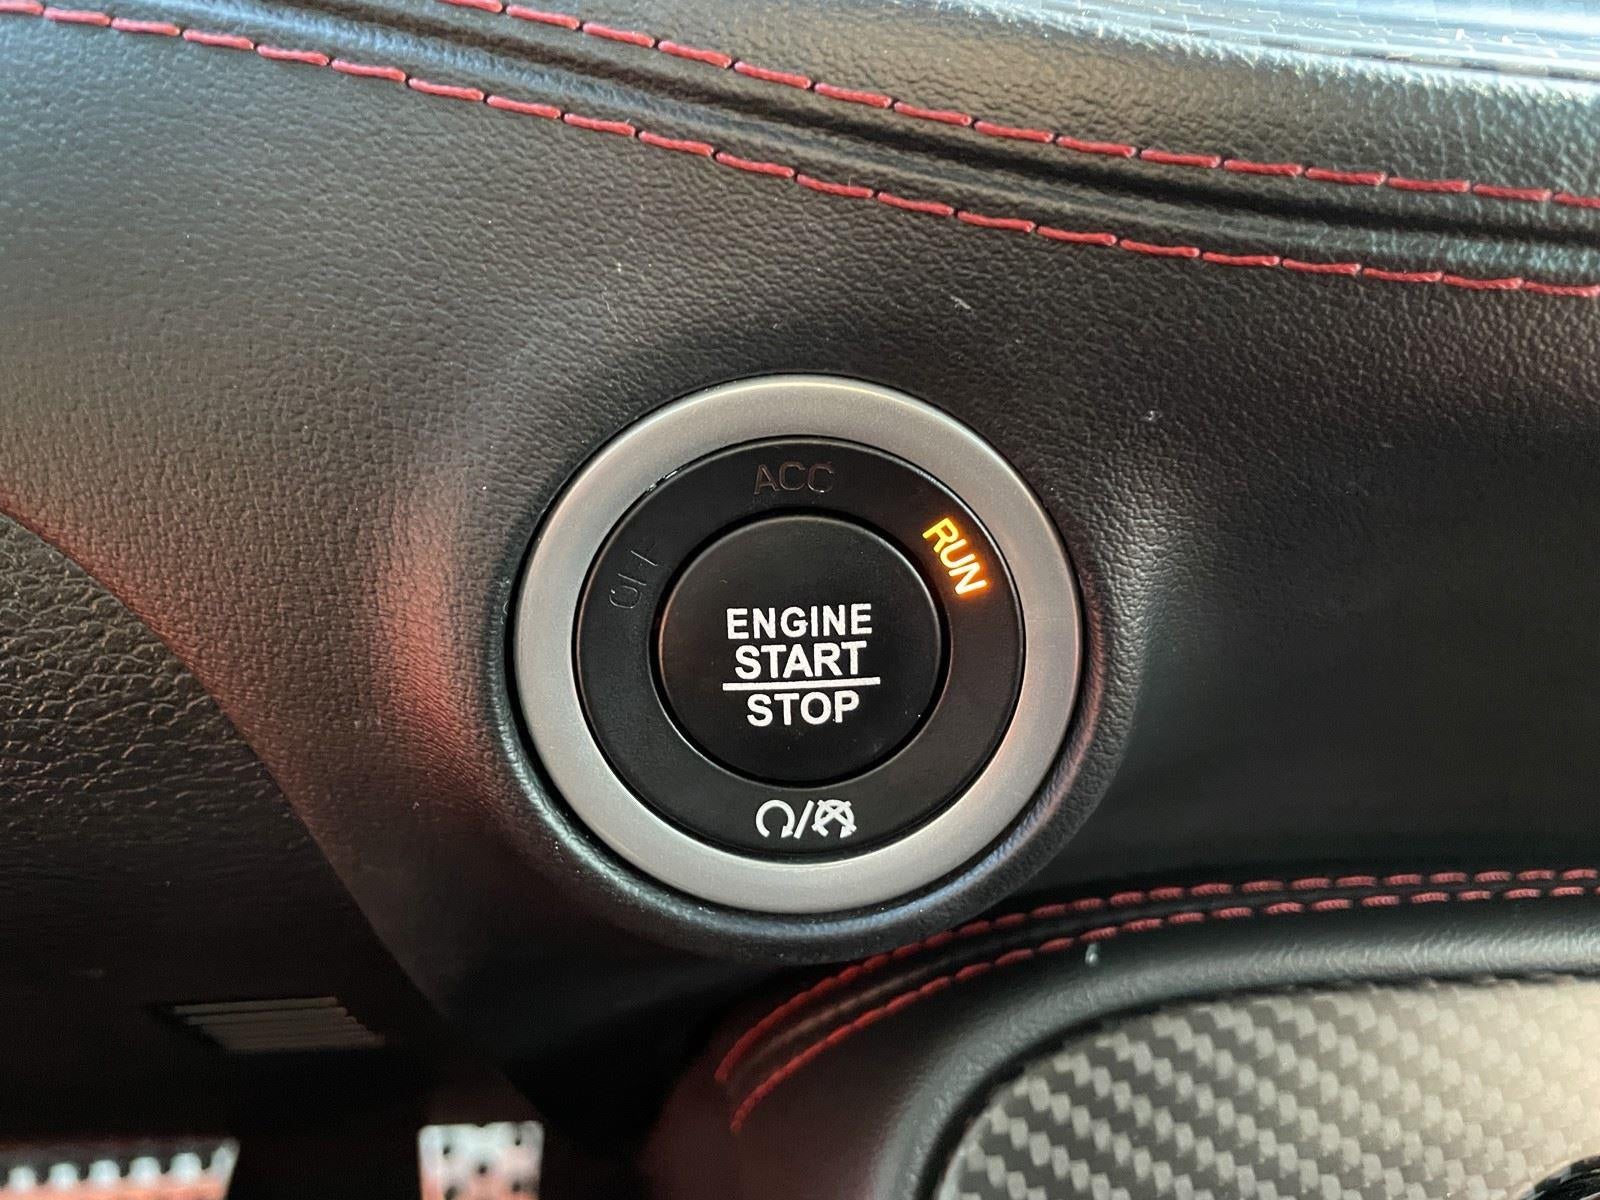 ACC
OFF
RUN
ENGINE
START
STOP